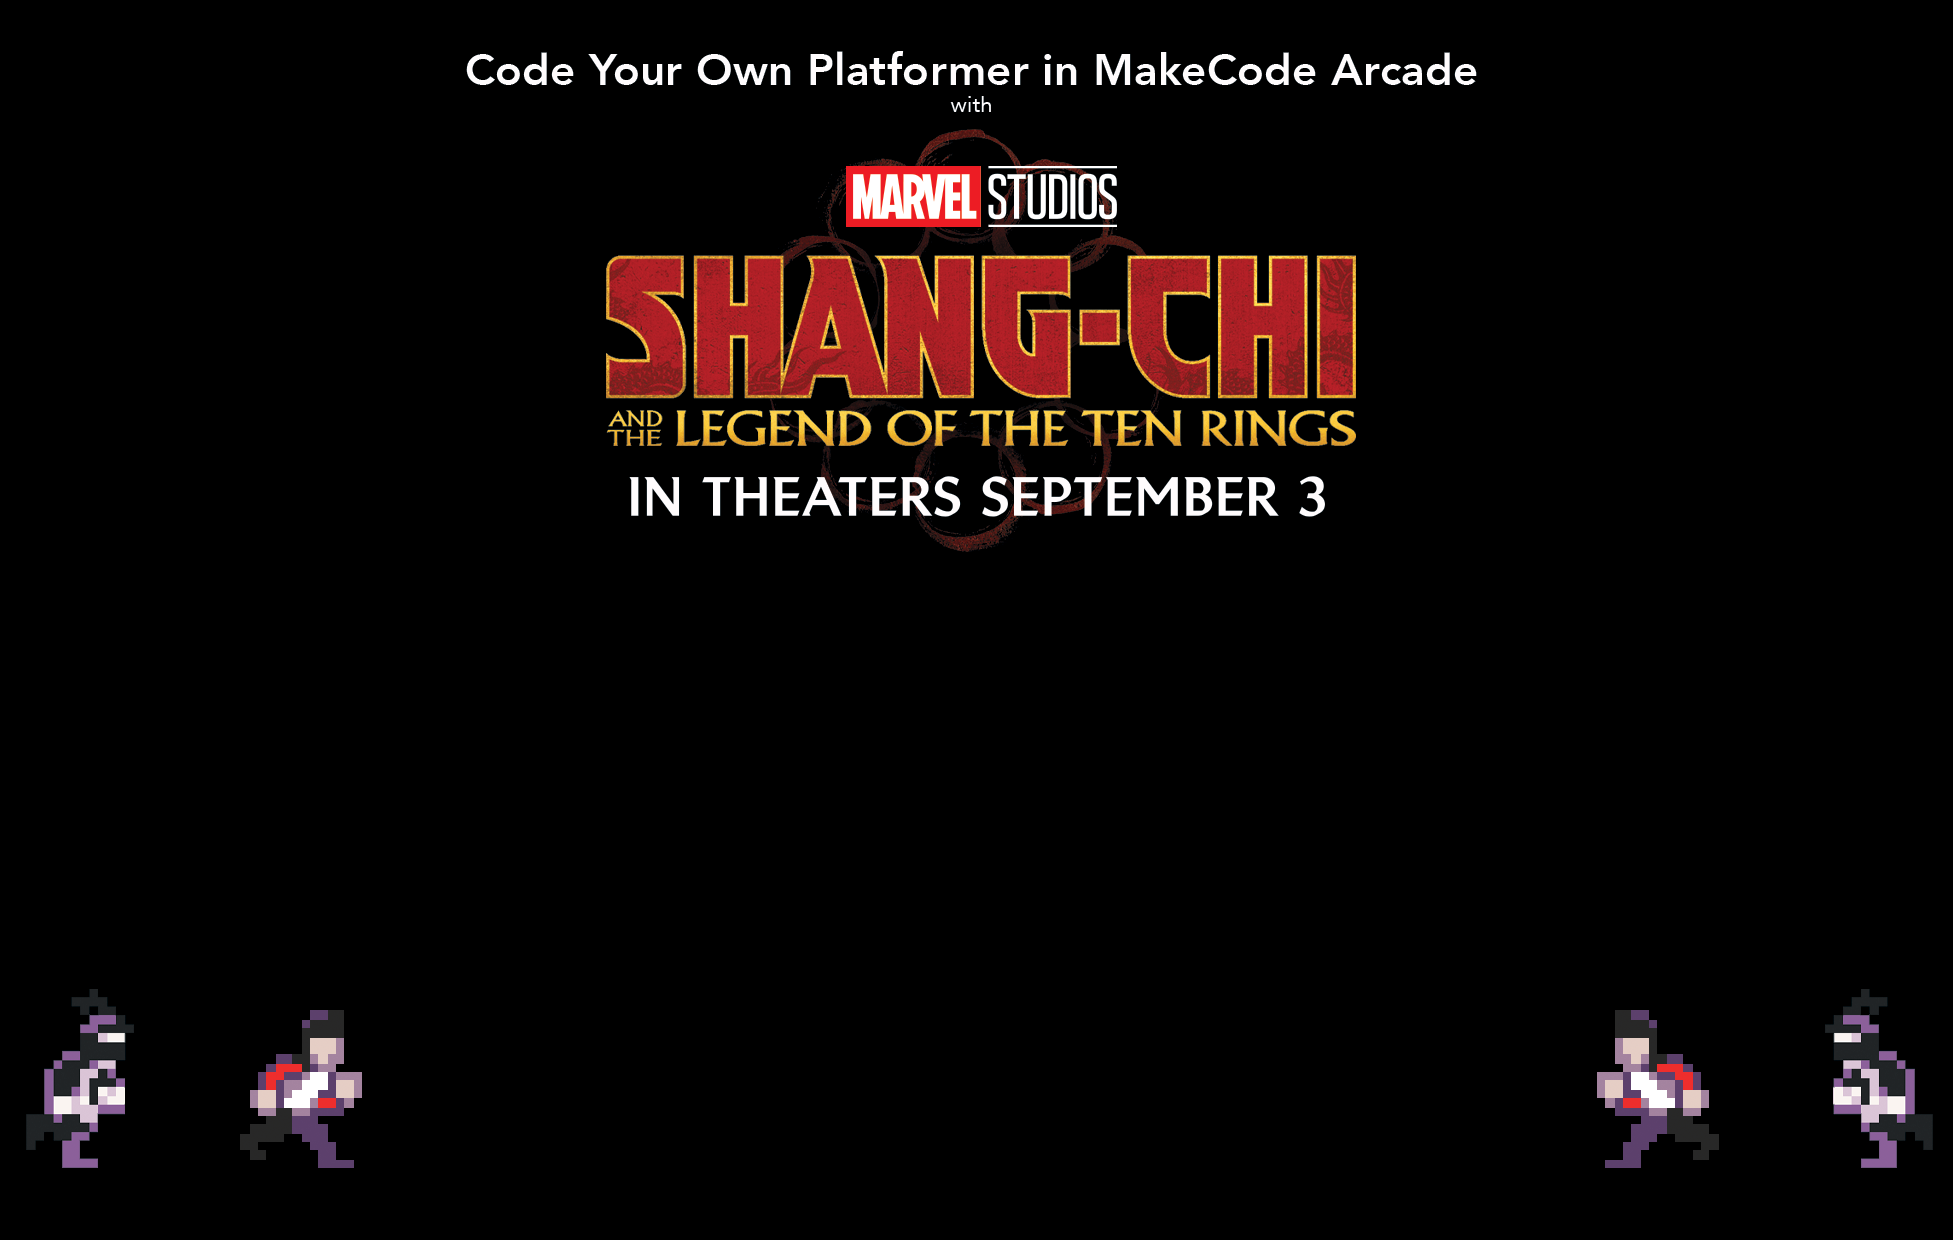 Code Your Own Platformer in MakeCode Arcade
with
MARVEL STUDIOS
SHANG-CHI
AND THE LEGEND OF THE TEN RINGS
IN THEATERS SEPTEMBER 3